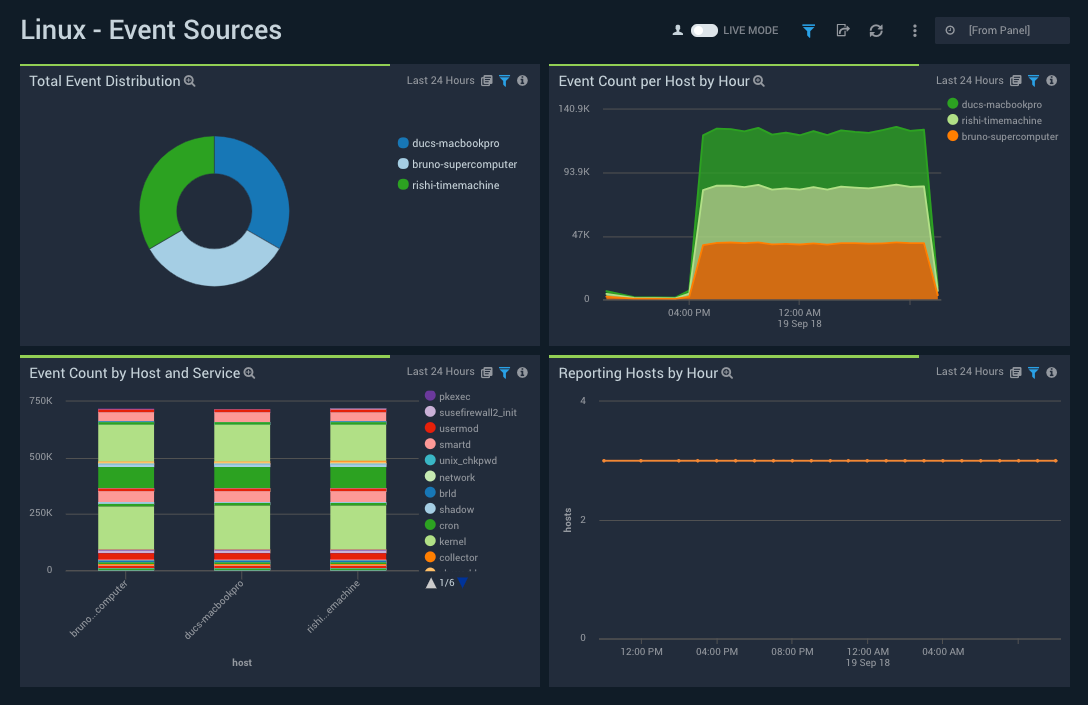 Linux - Event Sources
LIVE MODE
[From Panel]
Total Event Distribution
Last 24 Hours
ducs-macbookpro
bruno-supercomputer
rishi-timemachine
Event Count per Host by Hour
Last 24 Hours
140.9K
93.9K
47K
0
04:00 PM
12:00 AM
19 Sep 18
ducs-macbookpro
rishi-timemachine
bruno-supercomputer
Event Count by Host and Service
Last 24 Hours
750K
500K
250K
0
bruno...computer
ducs-macbookpro
rishi...emachine
host
pkexec
susefirewall2_init
usermod
smartd
unix_chkpwd
network
brld
shadow
cron
kernel
collector
1/6
Reporting Hosts by Hour
Last 24 Hours
4
2
0
hosts
12:00 PM
04:00 PM
08:00 PM
12:00 AM
19 Sep 18
04:00 AM